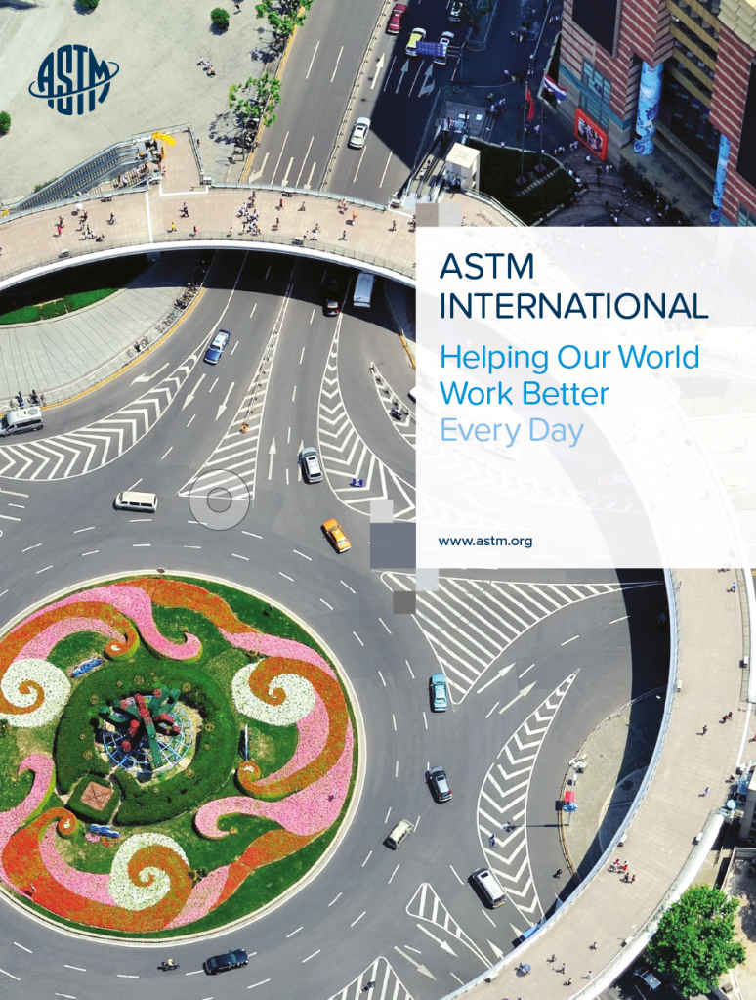 ASTM
ASTM
INTERNATIONAL
Helping Our World
Work Better
Every Day
www.astm.org